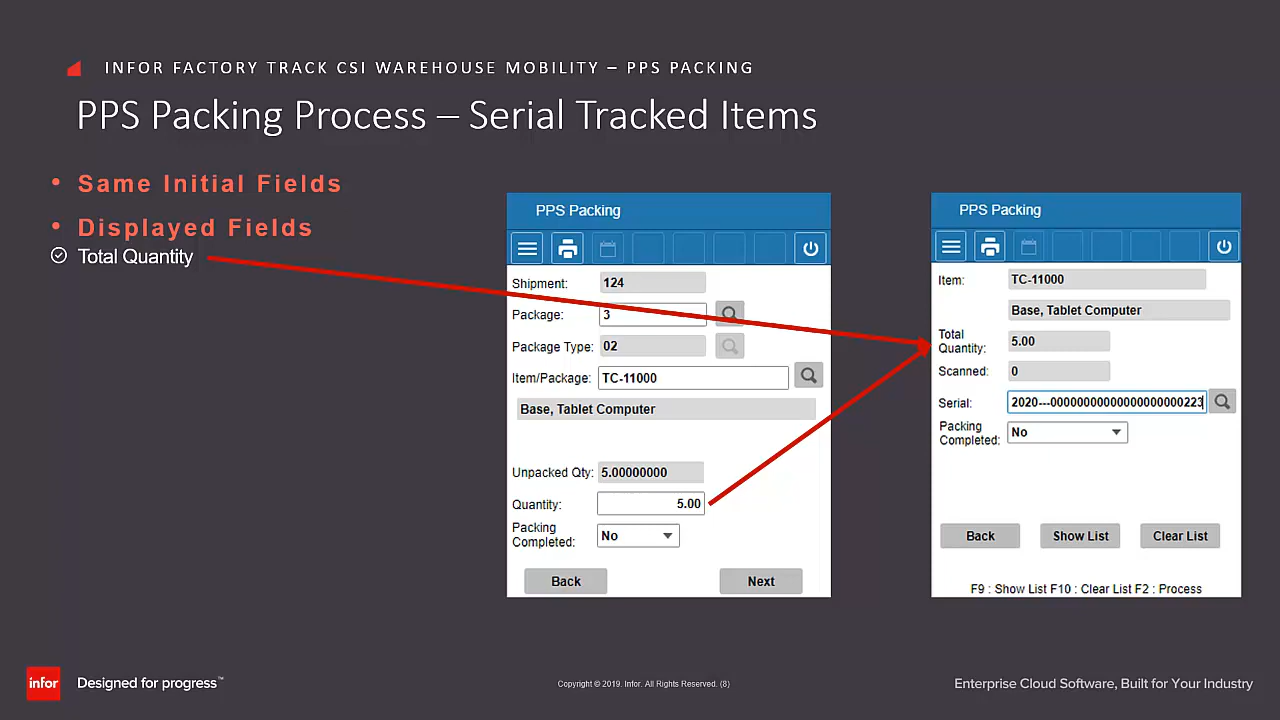 INFOR FACTORY TRACK CSI WAREHOUSE MOBILITY – PPS PACKING
PPS Packing Process – Serial Tracked Items
• Same Initial Fields
• Displayed Fields
Total Quantity
PPS Packing
Shipment: 124
Package: 3
Package Type: 02
Item/Package: TC-11000
Base, Tablet Computer
Unpacked Qty: 5.00000000
Quantity: 5.00
Packing
Completed: No
Back Next
PPS Packing
Item: TC-11000
Base, Tablet Computer
Total
Quantity: 5.00
Scanned: 0
Serial:
Packing
Completed: No
Back Show List Clear List
F9 : Show List F10 : Clear List F2 : Process
infor Designed for progress™
Copyright © 2019. Infor. All Rights Reserved. (8)
Enterprise Cloud Software, Built for Your Industry